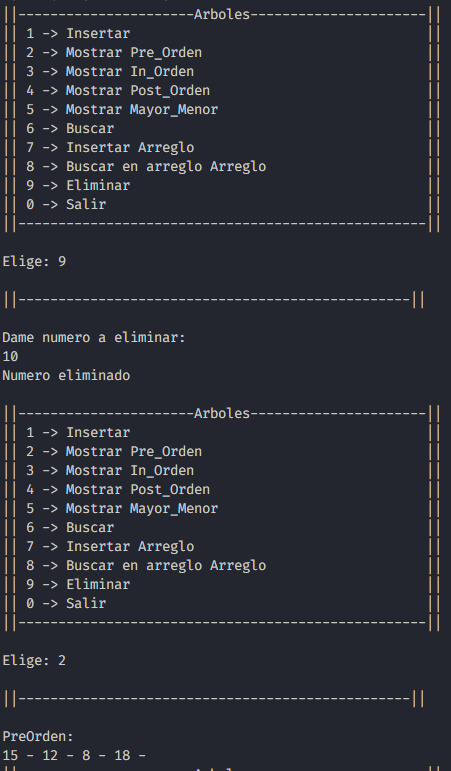 ||----------------------Arboles----------------------||
|| 1 -> Insertar ||
|| 2 -> Mostrar Pre_Orden ||
|| 3 -> Mostrar In_Orden ||
|| 4 -> Mostrar Post_Orden ||
|| 5 -> Mostrar Mayor_Menor ||
|| 6 -> Buscar ||
|| 7 -> Insertar Arreglo ||
|| 8 -> Buscar en arreglo Arreglo ||
|| 9 -> Eliminar ||
|| 0 -> Salir ||
||---------------------------------------------------||
Elige: 9
||-------------------------------------------------||
Dame numero a eliminar:
10
Numero eliminado
||----------------------Arboles----------------------||
|| 1 -> Insertar ||
|| 2 -> Mostrar Pre_Orden ||
|| 3 -> Mostrar In_Orden ||
|| 4 -> Mostrar Post_Orden ||
|| 5 -> Mostrar Mayor_Menor ||
|| 6 -> Buscar ||
|| 7 -> Insertar Arreglo ||
|| 8 -> Buscar en arreglo Arreglo ||
|| 9 -> Eliminar ||
|| 0 -> Salir ||
||---------------------------------------------------||
Elige: 2
||-------------------------------------------------||
PreOrden:
15 - 12 - 8 - 18 -